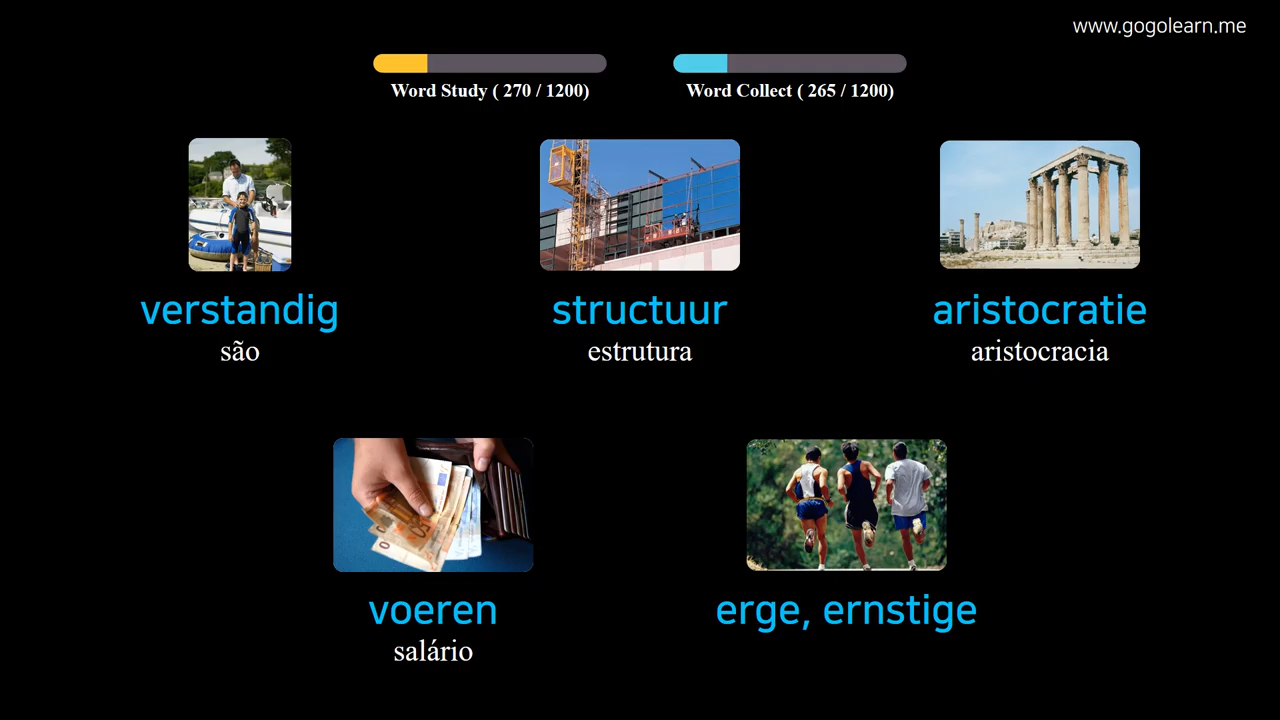 www.gogolearn.me
Word Study ( 270 / 1200)
Word Collect ( 265 / 1200)
verstandig
são
structuur
estrutura
aristocratie
aristocracia
voeren
salário
erge, ernstige